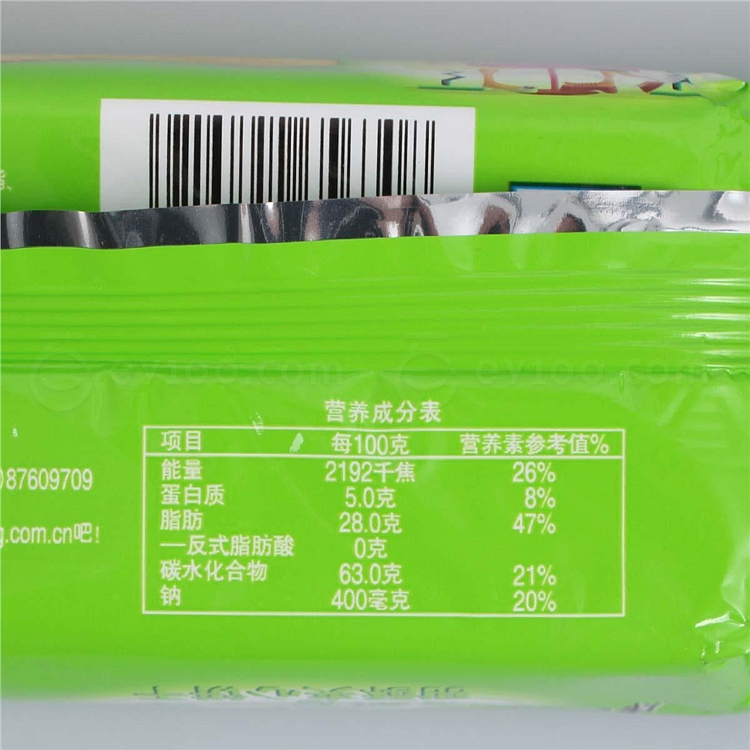 营养成分表
项目 每100克 营养素参考值%
能量 2192千焦 26%
蛋白质 5.0克 8%
脂肪 28.0克 47%
—反式脂肪酸 0克
碳水化合物 63.0克 21%
钠 400毫克 20%
)87609709
g.com.cn吧!